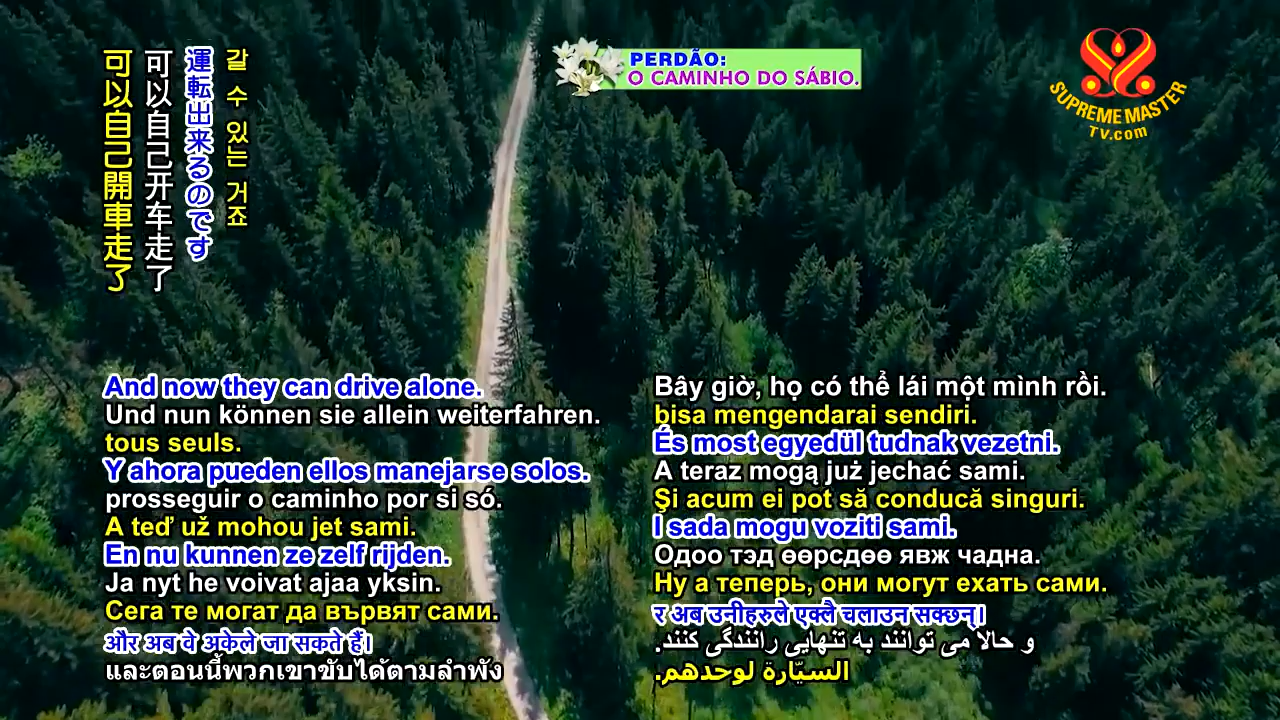 可以自己開車走了
可以自己开车走了
運転出来るのです
갈 수 있는 거죠
PERDÃO:
O CAMINHO DO SÁBIO.
SUPREME MASTER
TV.com
And now they can drive alone.
Und nun können sie allein weiterfahren.
tous seuls.
Y ahora pueden ellos manejarse solos.
prosseguir o caminho por si só.
A teď už mohou jet sami.
En nu kunnen ze zelf rijden.
Ja nyt he voivat ajaa yksin.
Сега те могат да вървят сами.
और अब वे अकेले जा सकते हैं।
และตอนนี้พวกเขาขับได้ตามลำพัง
Bây giờ, họ có thể lái một mình rồi.
bisa mengendarai sendiri.
És most egyedül tudnak vezetni.
A teraz mogą już jechać sami.
Şi acum ei pot să conducă singuri.
I sada mogu voziti sami.
Одоо тэд өөрсдөө явж чадна.
Ну а теперь, они могут ехать сами.
र अब उनीहरुले एक्लै चलाउन सक्छन्।
و حالا می توانند به تنهایی رانندگی کنند.
السيّارة لوحدهم.